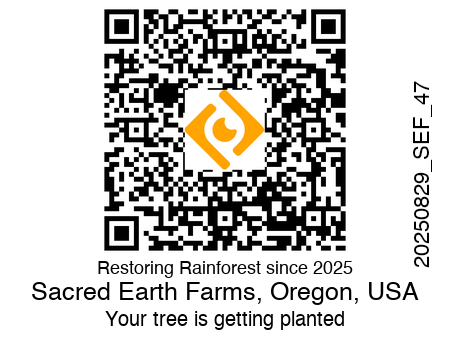 Restoring Rainforest since 2025
Sacred Earth Farms, Oregon, USA
Your tree is getting planted
20250829_SEF_47